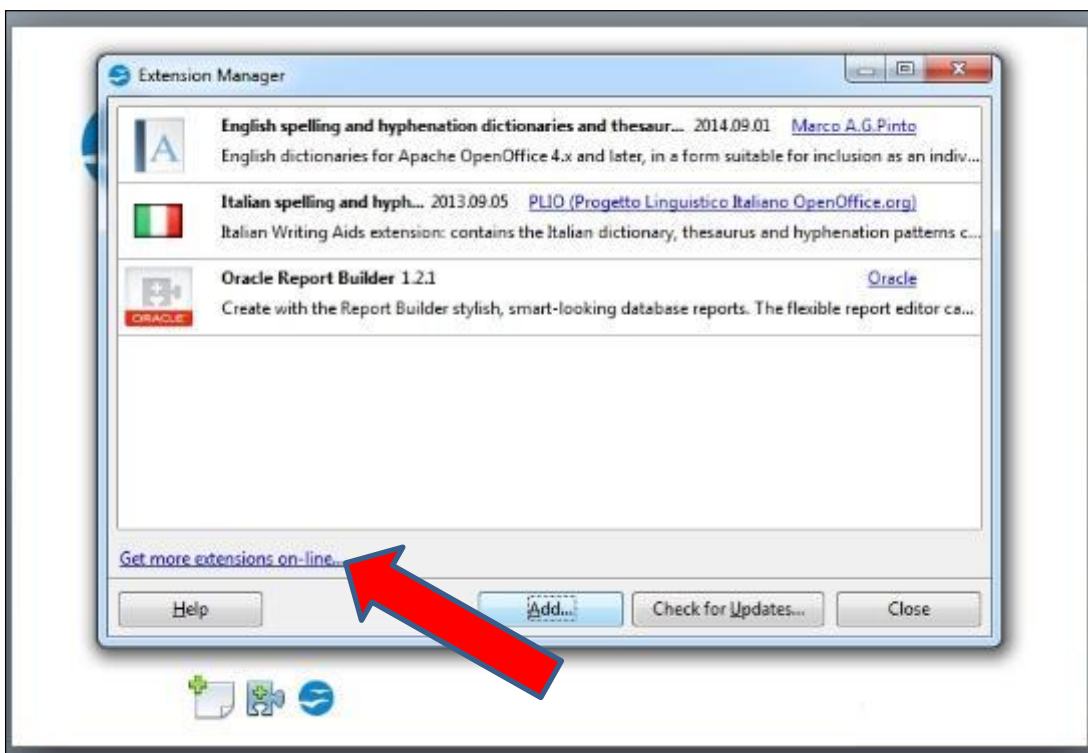 Extension Manager
English spelling and hyphenation dictionaries and thesaur... 2014.09.01 Marco A.G.Pinto
English dictionaries for Apache OpenOffice 4.x and later, in a form suitable for inclusion as an indiv...
Italian spelling and hyph... 2013.09.05 PLIO (Progetto Linguistico Italiano OpenOffice.org)
Italian Writing Aids extension: contains the Italian dictionary, thesaurus and hyphenation patterns c...
Oracle Report Builder 1.2.1 Oracle
Create with the Report Builder stylish, smart-looking database reports. The flexible report editor ca...
ORACLE
Get more extensions on-line...
Help Add... Check for Updates... Close